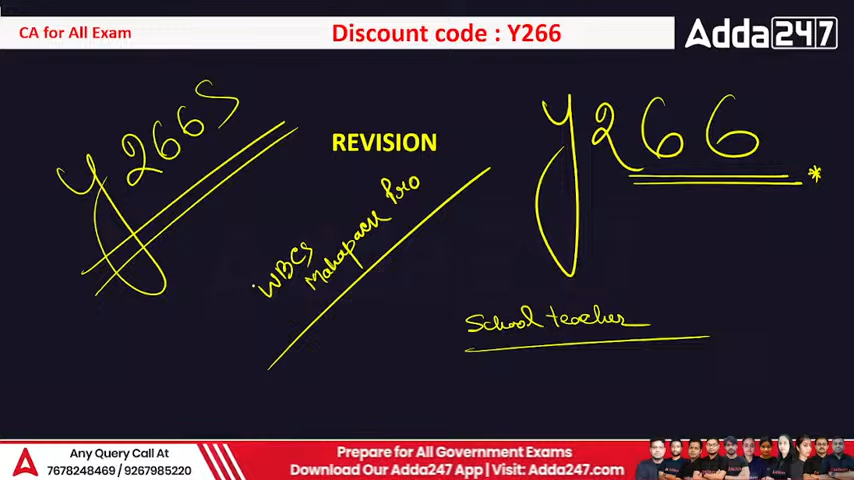 CA for All Exam
Discount code : Y266
Adda247
Y266S
REVISION
Y266
WBCS
Mahapack Pro
School teacher
Any Query Call At
7678248469 / 9267985220
Prepare for All Government Exams
Download Our Adda247 App | Visit: Adda247.com